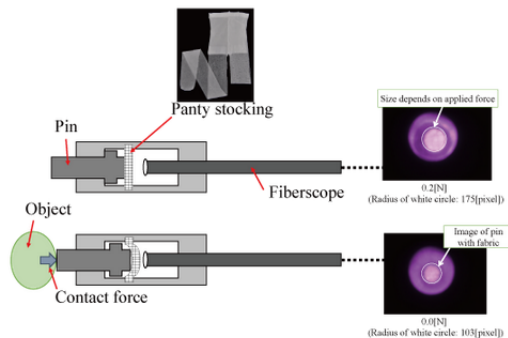 Panty stocking
Pin
Fiberscope
Size depends on applied force
0.2[N]
(Radius of white circle: 175[pixel])
Object
Contact force
Image of pin
with fabric
0.0[N]
(Radius of white circle: 103[pixel])